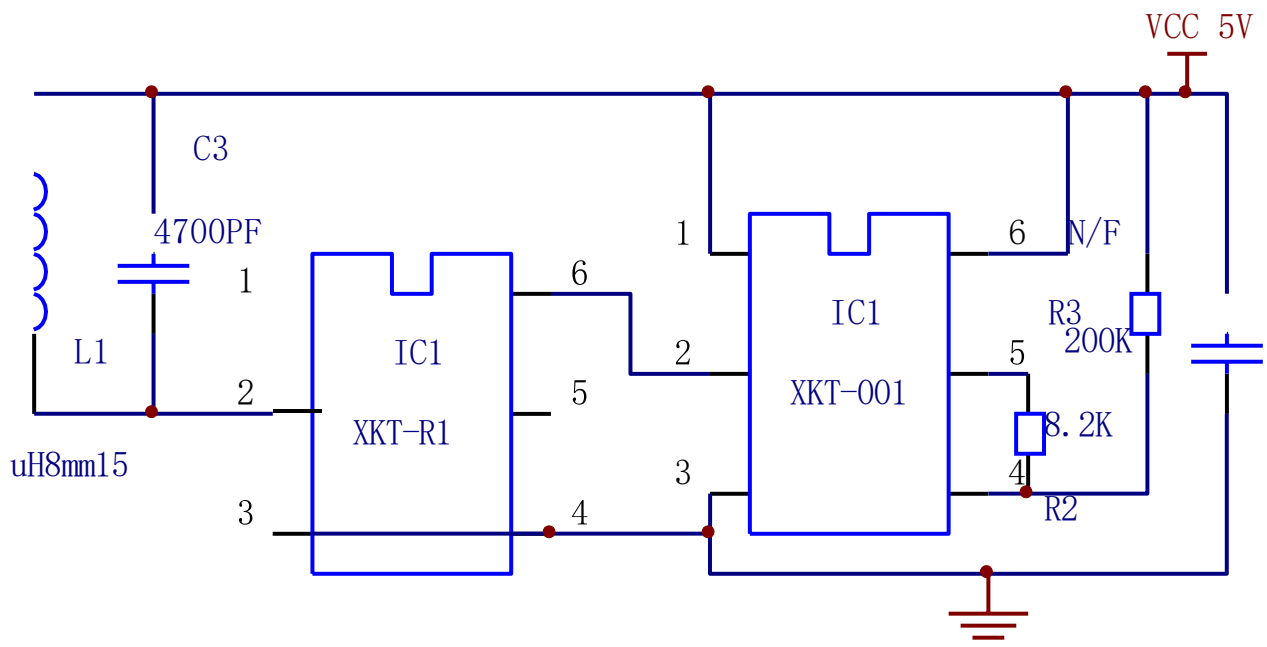 VCC 5V
C3
4700PF
1
6
N/F
1
6
IC1
R3
L1
IC1
2
5
200K
2
5
XKT-001
XKT-R1
8.2K
uH8mm15
3
4
3
4
R2